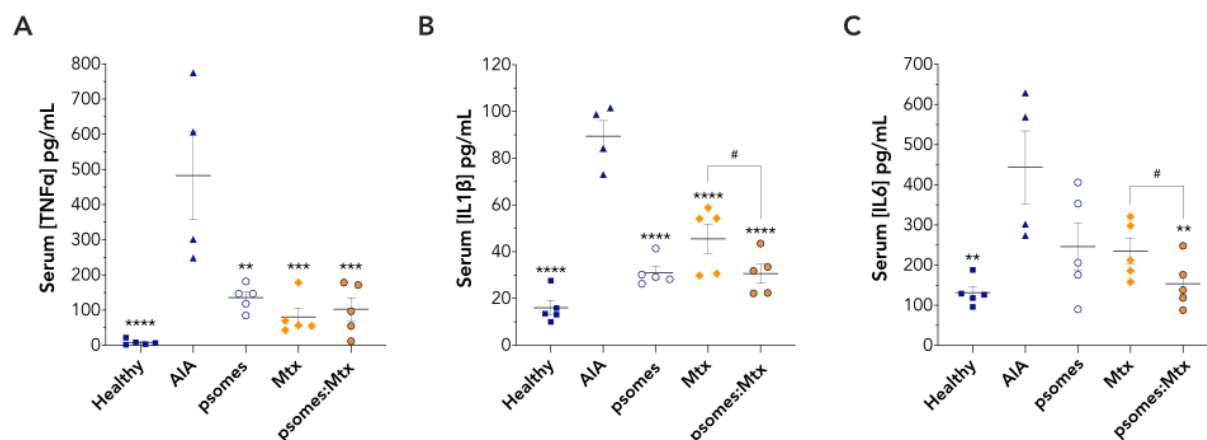 A
Serum [TNFα] pg/mL
800
700
600
500
400
300
200
100
0
****
**
***
***
Healthy
AIA
psomes
Mtx
psomes:Mtx
B
Serum [IL1β] pg/mL
120
100
80
60
40
20
0
****
****
****
#
****
Healthy
AIA
psomes
Mtx
psomes:Mtx
C
Serum [IL6] pg/mL
700
600
500
400
300
200
100
0
**
#
**
Healthy
AIA
psomes
Mtx
psomes:Mtx